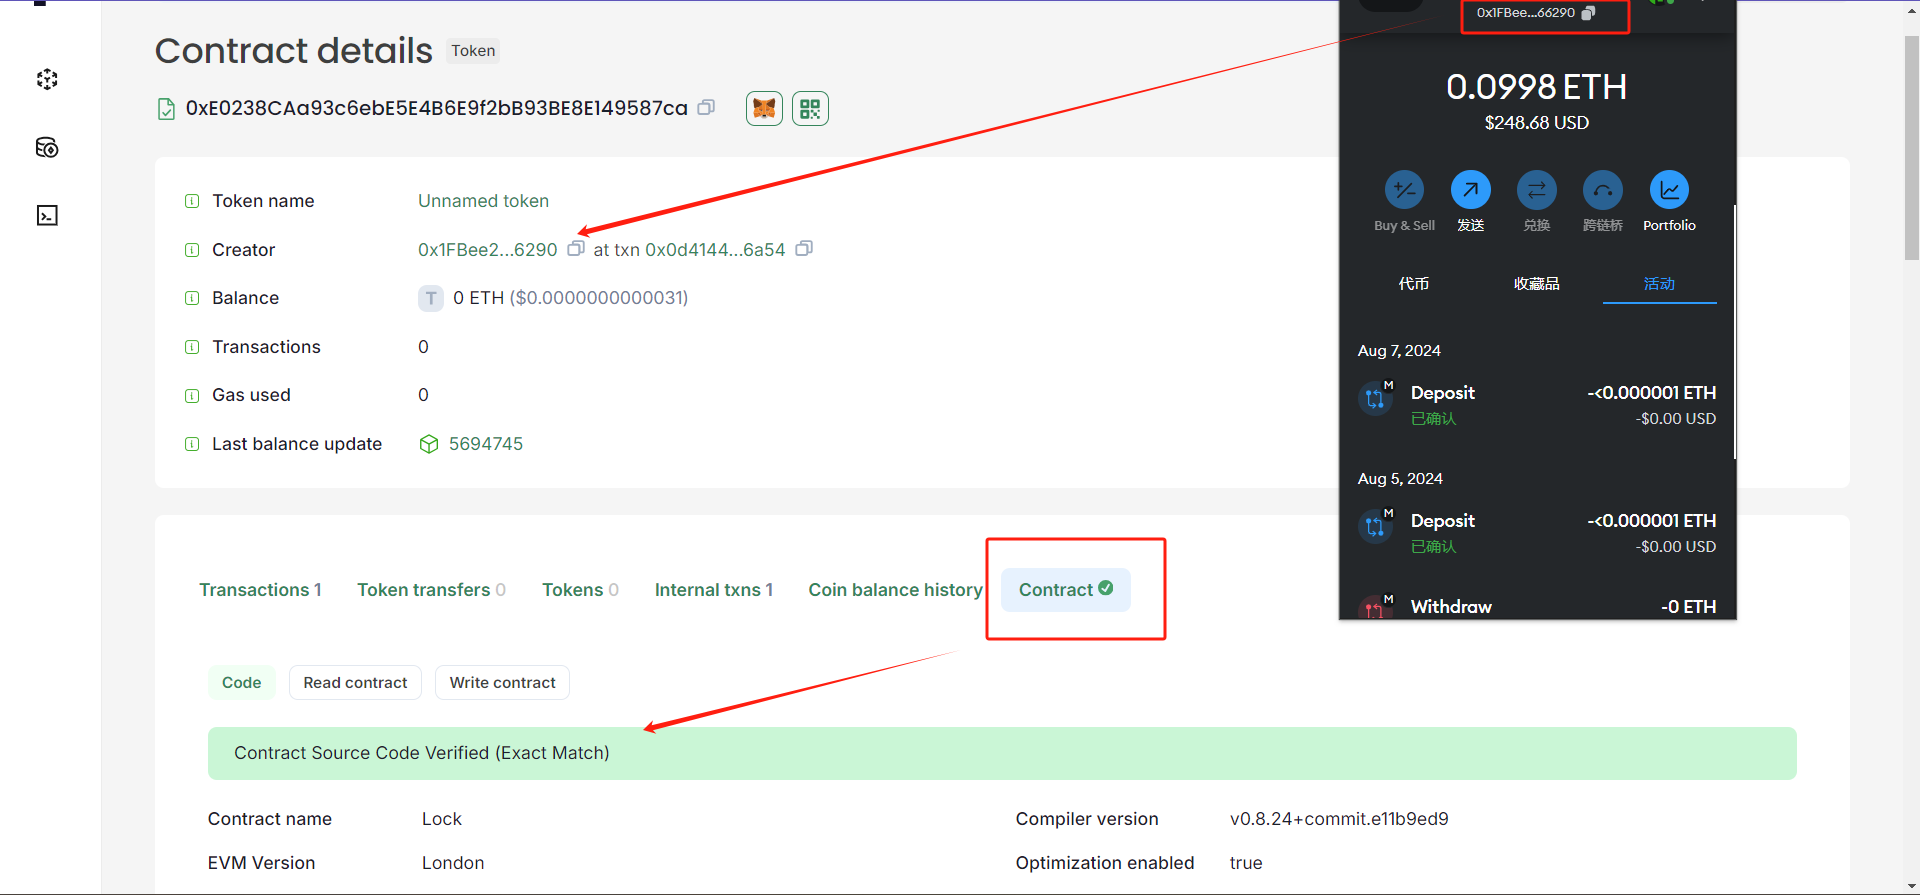 Contract details
Token
0xE0238CAa93c6ebE5E4B6E9f2bB93BE8E149587ca
Token name
Unnamed token
Creator
0x1FBee2...6290 at txn 0x0d4144...6a54
Balance
T 0 ETH ($0.0000000000031)
Transactions
0
Gas used
0
Last balance update
5694745
Transactions 1
Token transfers 0
Tokens 0
Internal txns 1
Coin balance history
Contract
Code
Read contract
Write contract
Contract Source Code Verified (Exact Match)
Contract name
Lock
Compiler version
v0.8.24+commit.e11b9ed9
EVM Version
London
Optimization enabled
true
0x1FBee...66290
0.0998 ETH
$248.68 USD
Buy & Sell
发送
兑换
跨链桥
Portfolio
代币
收藏品
活动
Aug 7, 2024
M
Deposit
-<0.000001 ETH
已确认
-$0.00 USD
Aug 5, 2024
M
Deposit
-<0.000001 ETH
已确认
-$0.00 USD
M
Withdraw
-0 ETH